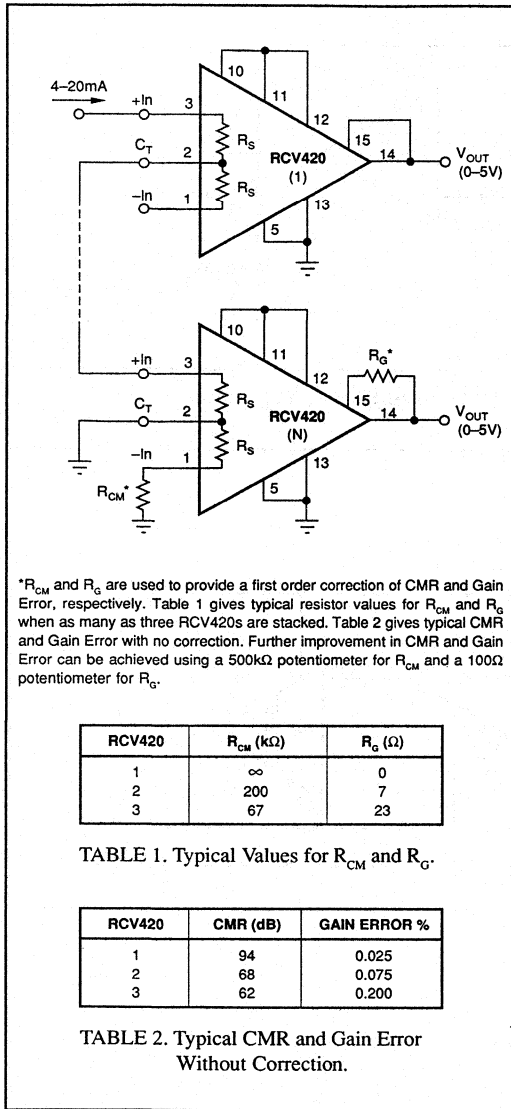 10
11
12
4–20mA
+In
3
R_S
C_T
2
R_S
–In
1
RCV420
(1)
15
14
V_OUT
(0–5V)
13
5
10
11
12
+In
3
R_S
C_T
2
R_S
–In
1
R_CM*
RCV420
(N)
R_G*
15
14
V_OUT
(0–5V)
13
5
*R_CM and R_G are used to provide a first order correction of CMR and Gain
Error, respectively. Table 1 gives typical resistor values for R_CM and R_G
when as many as three RCV420s are stacked. Table 2 gives typical CMR
and Gain Error with no correction. Further improvement in CMR and Gain
Error can be achieved using a 500kΩ potentiometer for R_CM and a 100Ω
potentiometer for R_G.
RCV420 R_CM (kΩ) R_G (Ω)
1 ∞ 0
2 200 7
3 67 23
TABLE 1. Typical Values for R_CM and R_G.
RCV420 CMR (dB) GAIN ERROR %
1 94 0.025
2 68 0.075
3 62 0.200
TABLE 2. Typical CMR and Gain Error
Without Correction.